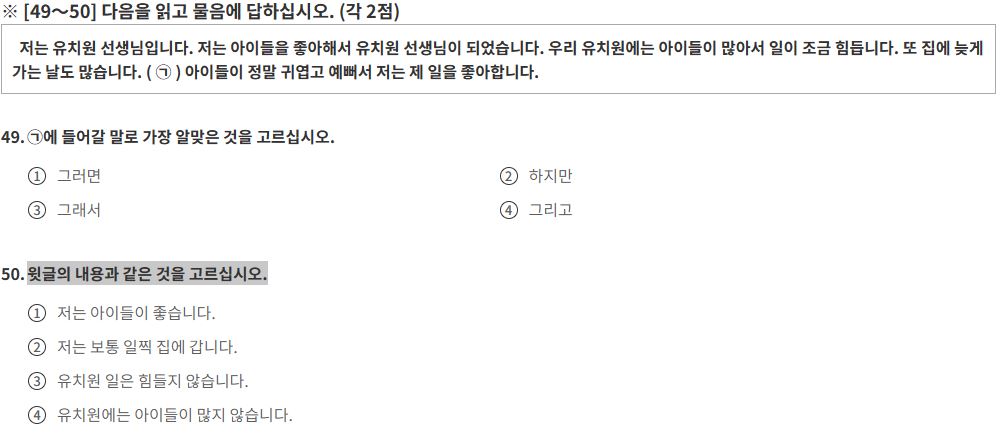 ※ [49～50] 다음을 읽고 물음에 답하십시오. (각 2점)
저는 유치원 선생님입니다. 저는 아이들을 좋아해서 유치원 선생님이 되었습니다. 우리 유치원에는 아이들이 많아서 일이 조금 힘듭니다. 또 집에 늦게
가는 날도 많습니다. ( ㉠ ) 아이들이 정말 귀엽고 예뻐서 저는 제 일을 좋아합니다.
49. ㉠에 들어갈 말로 가장 알맞은 것을 고르십시오.
① 그러면 ② 하지만
③ 그래서 ④ 그리고
50. 윗글의 내용과 같은 것을 고르십시오.
① 저는 아이들이 좋습니다.
② 저는 보통 일찍 집에 갑니다.
③ 유치원 일은 힘들지 않습니다.
④ 유치원에는 아이들이 많지 않습니다.